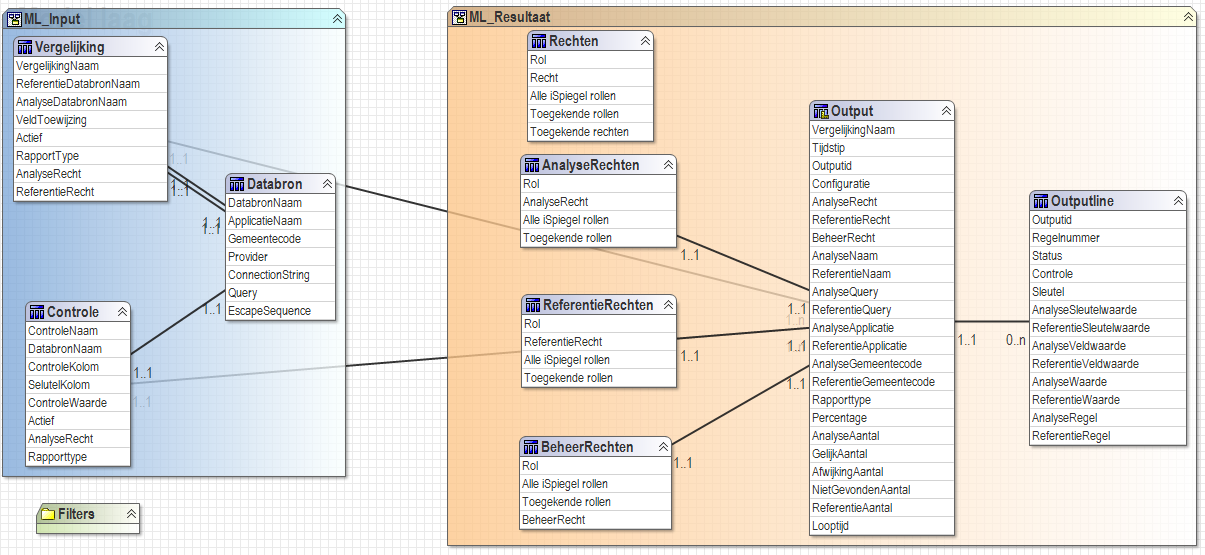 ML_Input
Vergelijking
VergelijkingNaam
ReferentieDatabronNaam
AnalyseDatabronNaam
VeldToewijzing
Actief
RapportType
AnalyseRecht
ReferentieRecht
1..1
1..1
Databron
DatabronNaam
ApplicatieNaam
Gemeentecode
Provider
ConnectionString
Query
EscapeSequence
1..1
1..1
1..1
Controle
ControleNaam
DatabronNaam
ControleKolom
SelutelKolom
ControleWaarde
Actief
AnalyseRecht
Rapporttype
1..1
1..1
Filters
ML_Resultaat
Rechten
Rol
Recht
Alle iSpiegel rollen
Toegekende rollen
Toegekende rechten
AnalyseRechten
Rol
AnalyseRecht
Alle iSpiegel rollen
Toegekende rollen
1..1
ReferentieRechten
Rol
ReferentieRecht
Alle iSpiegel rollen
Toegekende rollen
1..1
BeheerRechten
Rol
Alle iSpiegel rollen
Toegekende rollen
BeheerRecht
1..1
1..1
1..n
1..1
1..1
Output
VergelijkingNaam
Tijdstip
Outputid
Configuratie
AnalyseRecht
ReferentieRecht
BeheerRecht
AnalyseNaam
ReferentieNaam
AnalyseQuery
ReferentieQuery
AnalyseApplicatie
ReferentieApplicatie
AnalyseGemeentecode
ReferentieGemeentecode
Rapporttype
Percentage
AnalyseAantal
GelijkAantal
AfwijkingAantal
NietGevondenAantal
ReferentieAantal
Looptijd
1..1
0..n
Outputline
Outputid
Regelnummer
Status
Controle
Sleutel
AnalyseSleutelwaarde
ReferentieSleutelwaarde
AnalyseVeldwaarde
ReferentieVeldwaarde
AnalyseWaarde
ReferentieWaarde
AnalyseRegel
ReferentieRegel